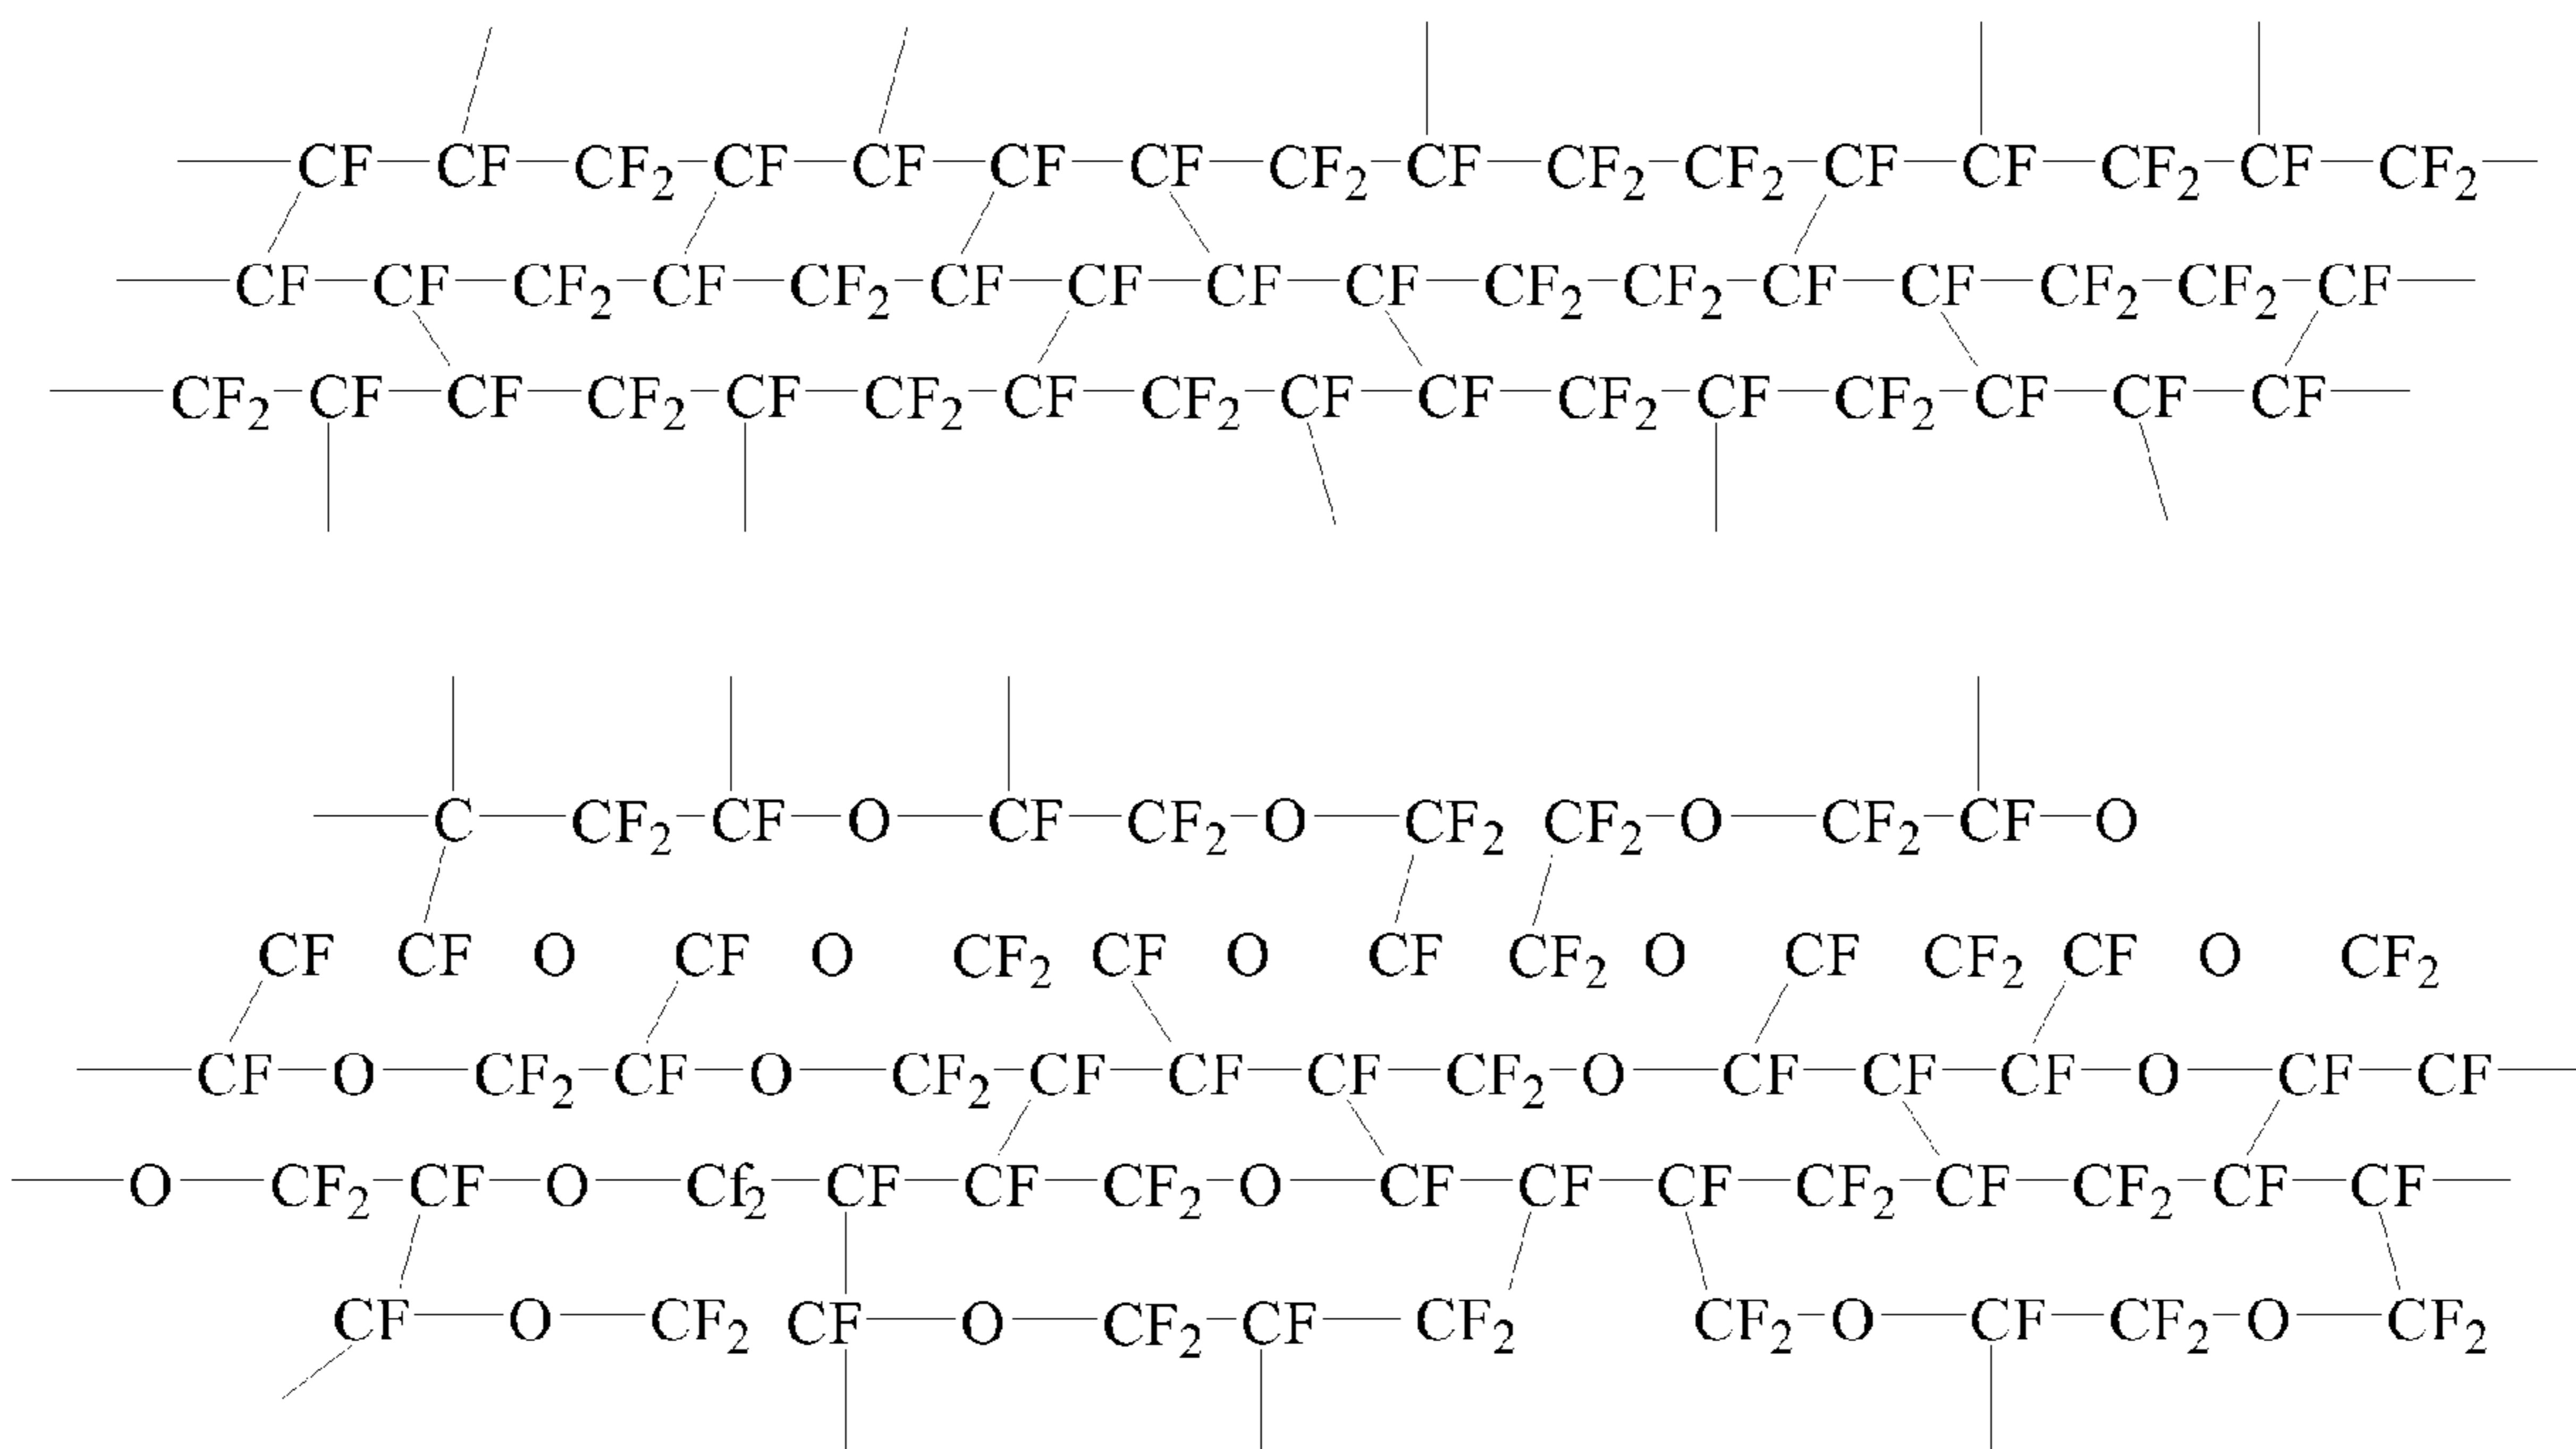 CF—CF—CF₂—CF—CF—CF—CF—CF₂—CF—CF₂—CF₂—CF—CF—CF₂—CF—CF₂
CF—CF—CF₂—CF—CF₂—CF—CF—CF—CF—CF₂—CF₂—CF—CF—CF₂—CF₂—CF
CF₂—CF—CF—CF₂—CF—CF₂—CF—CF₂—CF—CF—CF₂—CF—CF₂—CF—CF—CF
C—CF₂—CF—O—CF—CF₂—O—CF₂ CF₂—O—CF₂—CF—O
CF CF O CF O CF₂ CF O CF CF₂ O CF CF₂ CF O CF₂
CF—O—CF₂—CF—O—CF₂—CF—CF—CF—CF₂—O—CF—CF—CF—O—CF—CF
O—CF₂—CF—O—Cf₂—CF—CF—CF₂—O—CF—CF—CF—CF₂—CF—CF₂—CF—CF
CF—O—CF₂ CF—O—CF₂—CF—CF₂ CF₂—O—CF—CF₂—O—CF₂